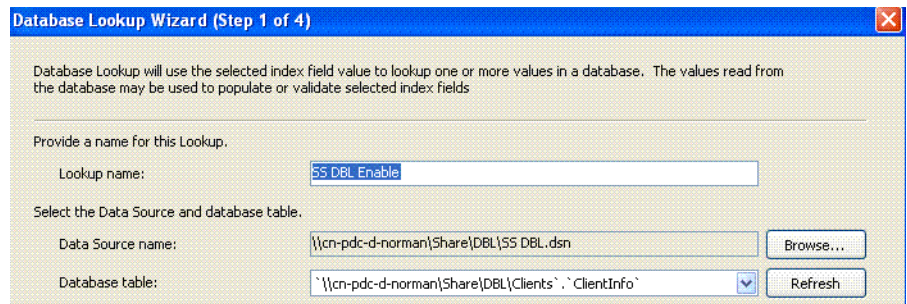 Database Lookup Wizard (Step 1 of 4)
Database Lookup will use the selected index field value to lookup one or more values in a database.  The values read from
the database may be used to populate or validate selected index fields
Provide a name for this Lookup.
Lookup name: SS DBL Enable
Select the Data Source and database table.
Data Source name: \\cn-pdc-d-norman\Share\DBL\SS DBL.dsn Browse...
Database table: `\\cn-pdc-d-norman\Share\DBL\Clients`.`ClientInfo` Refresh